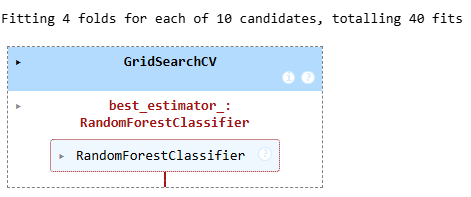 Fitting 4 folds for each of 10 candidates, totalling 40 fits
▸ GridSearchCV
i ?
▸ best_estimator_:
RandomForestClassifier
▸ RandomForestClassifier ?